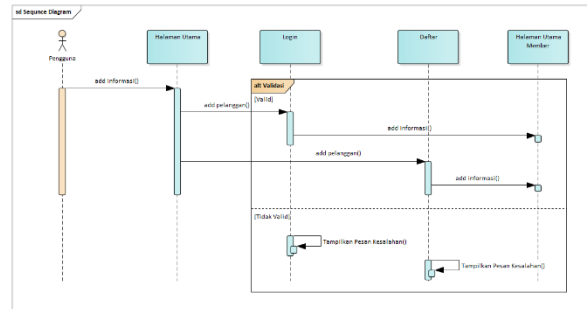 sd Sequnce Diagram
Pengguna
Halaman Utama
Login
Daftar
Halaman Utama
Member
add informasi()
alt Validasi
[Valid]
add pelanggan()
add informasi()
add pelanggan()
add informasi()
[Tidak Valid]
Tampilkan Pesan Kesalahan()
Tampilkan Pesan Kesalahan()